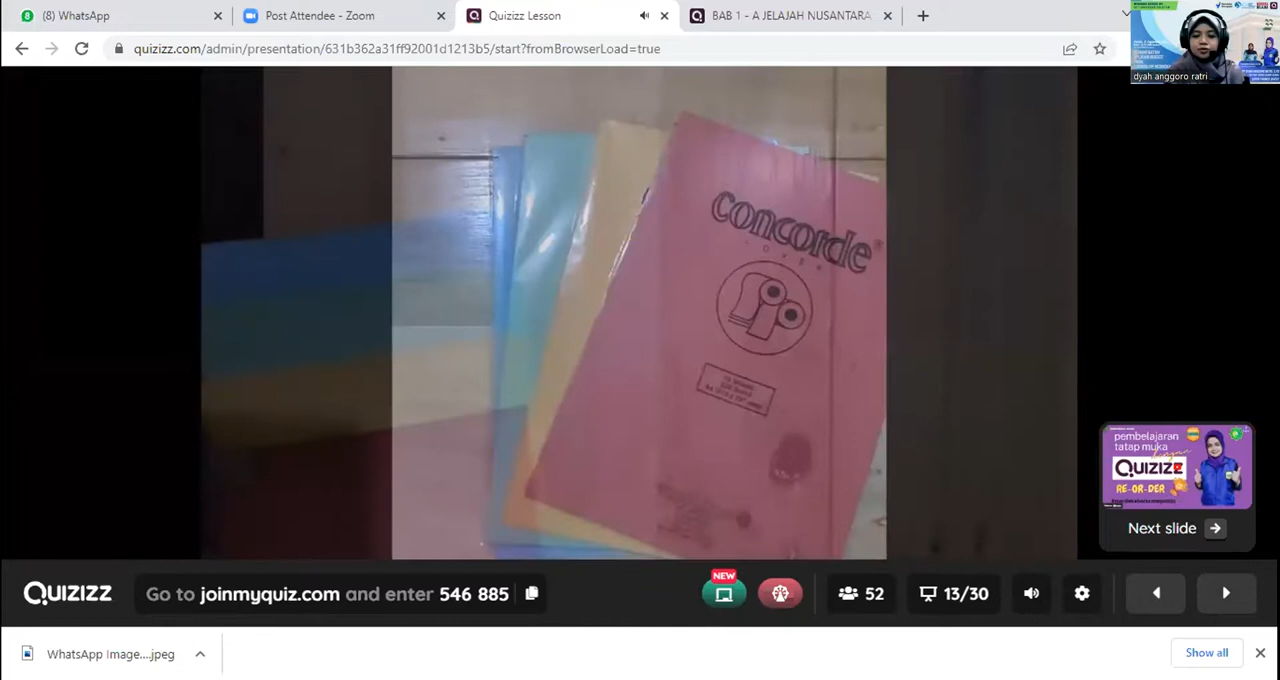 (8) WhatsApp
Post Attendee - Zoom
Quizizz Lesson
BAB 1 - A JELAJAH NUSANTARA
quizizz.com/admin/presentation/631b362a31ff92001d1213b5/start?fromBrowserLoad=true
dyah anggoro ratri
concorde
COVER
pembelajaran
tatap muka
dengan
QUIZIZZ
RE-OR-DER
Next slide
QUIZIZZ
Go to joinmyquiz.com and enter 546 885
NEW
52
13/30
WhatsApp Image....jpeg
Show all